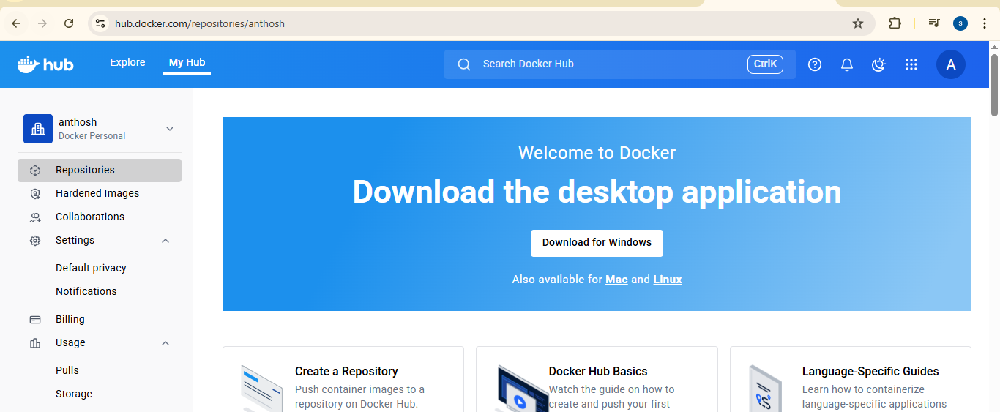 hub.docker.com/repositories/anthosh
S
hub
Explore
My Hub
Search Docker Hub
CtrlK
A
anthosh
Docker Personal
Repositories
Hardened Images
Collaborations
Settings
Default privacy
Notifications
Billing
Usage
Pulls
Storage
Welcome to Docker
Download the desktop application
Download for Windows
Also available for Mac and Linux
Create a Repository
Push container images to a
repository on Docker Hub.
Docker Hub Basics
Watch the guide on how to
create and push your first
Language-Specific Guides
Learn how to containerize
language-specific applications